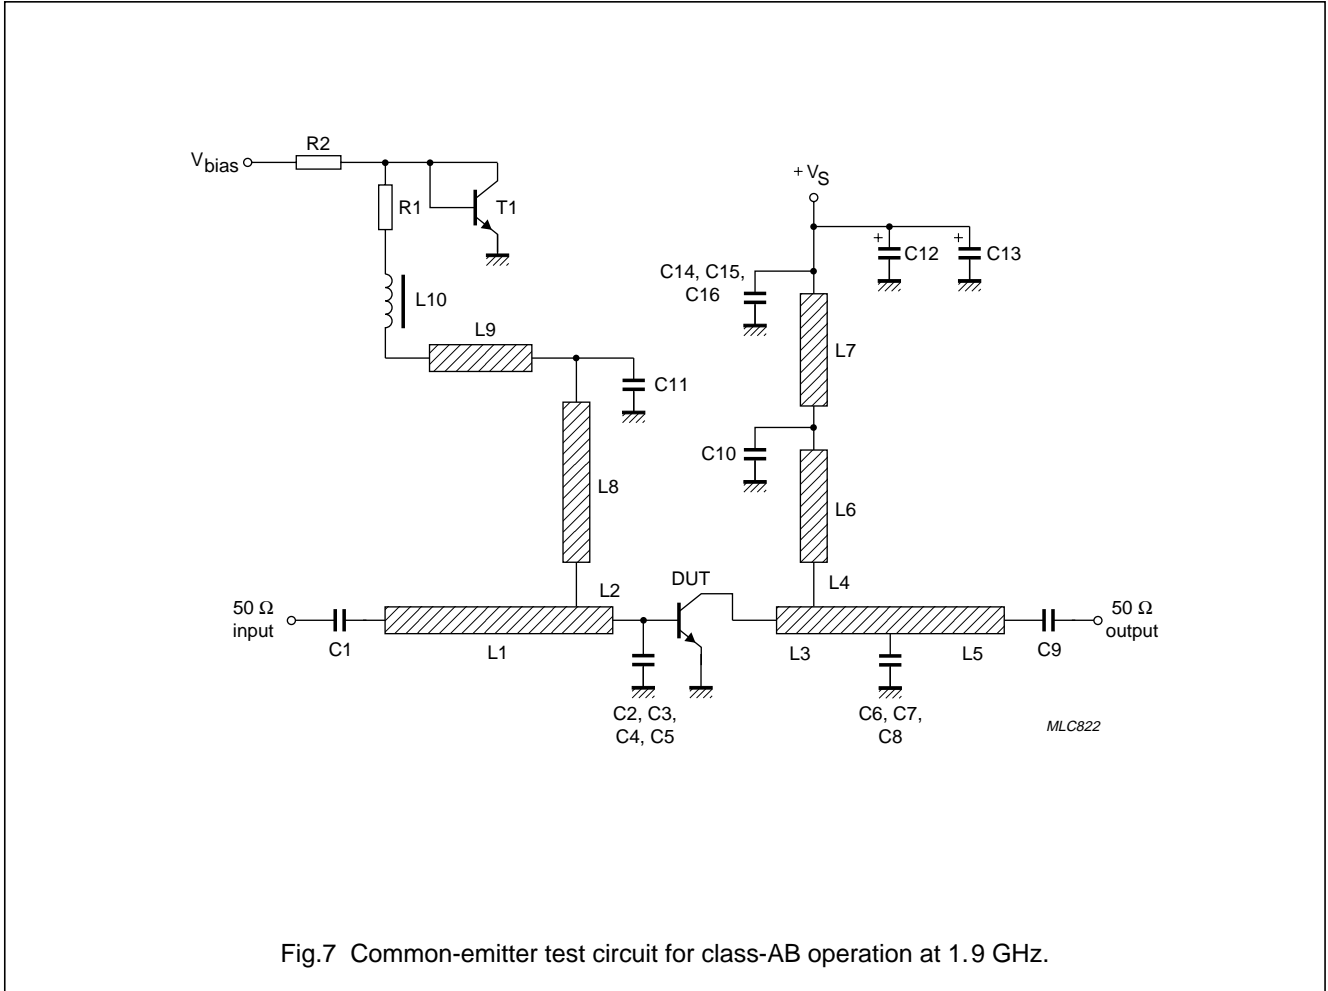 R2
V bias
R1
T1
+ VS
+
C12
+
C13
C14, C15,
C16
L10
L9
L7
C11
C10
L8
L6
L2
DUT
L4
50 Ω
input
C1
L1
L3
L5
C9
50 Ω
output
C2, C3,
C4, C5
C6, C7,
C8
MLC822
Fig.7 Common-emitter test circuit for class-AB operation at 1.9 GHz.